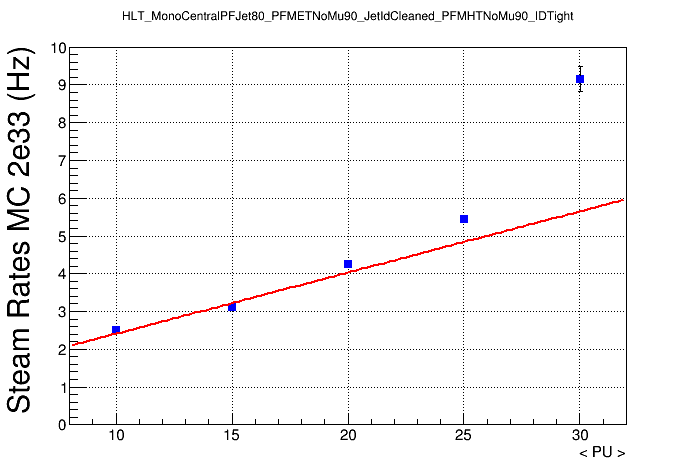 HLT_MonoCentralPFJet80_PFMETNoMu90_JetIdCleaned_PFMHTNoMu90_IDTight
Steam Rates MC 2e33 (Hz)
10
9
8
7
6
5
4
3
2
1
0
10 15 20 25 30
< PU >